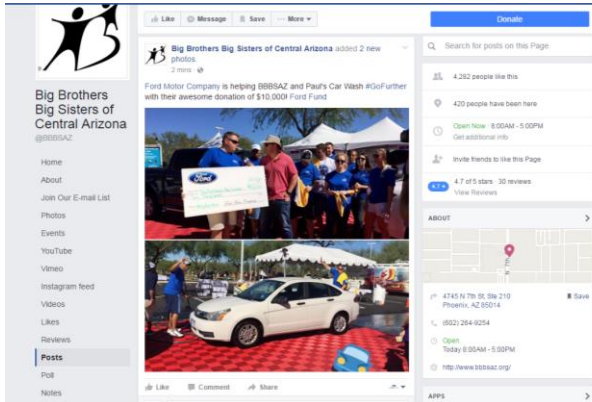 Like Message Save More
Donate
Big Brothers
Big Sisters of
Central Arizona
@BBBSAZ
Home
About
Join Our E-mail List
Photos
Events
YouTube
Vimeo
Instagram feed
Videos
Likes
Reviews
Posts
Poll
Notes
Big Brothers Big Sisters of Central Arizona added 2 new
photos.
2 mins
Ford Motor Company is helping BBBSAZ and Paul's Car Wash #GoFurther
with their awesome donation of $10,000! Ford Fund
Ford
Like Comment Share
Search for posts on this Page
4,292 people like this
420 people have been here
Open Now 8:00AM - 5:00PM
Get additional info
Invite friends to like this Page
4.7 4.7 of 5 stars · 30 reviews
View Reviews
ABOUT
N 7th St
4745 N 7th St, Ste 210
Phoenix, AZ 85014
Save
(602) 264-9254
Open
Today 8:00AM - 5:00PM
http://www.bbbsaz.org/
APPS